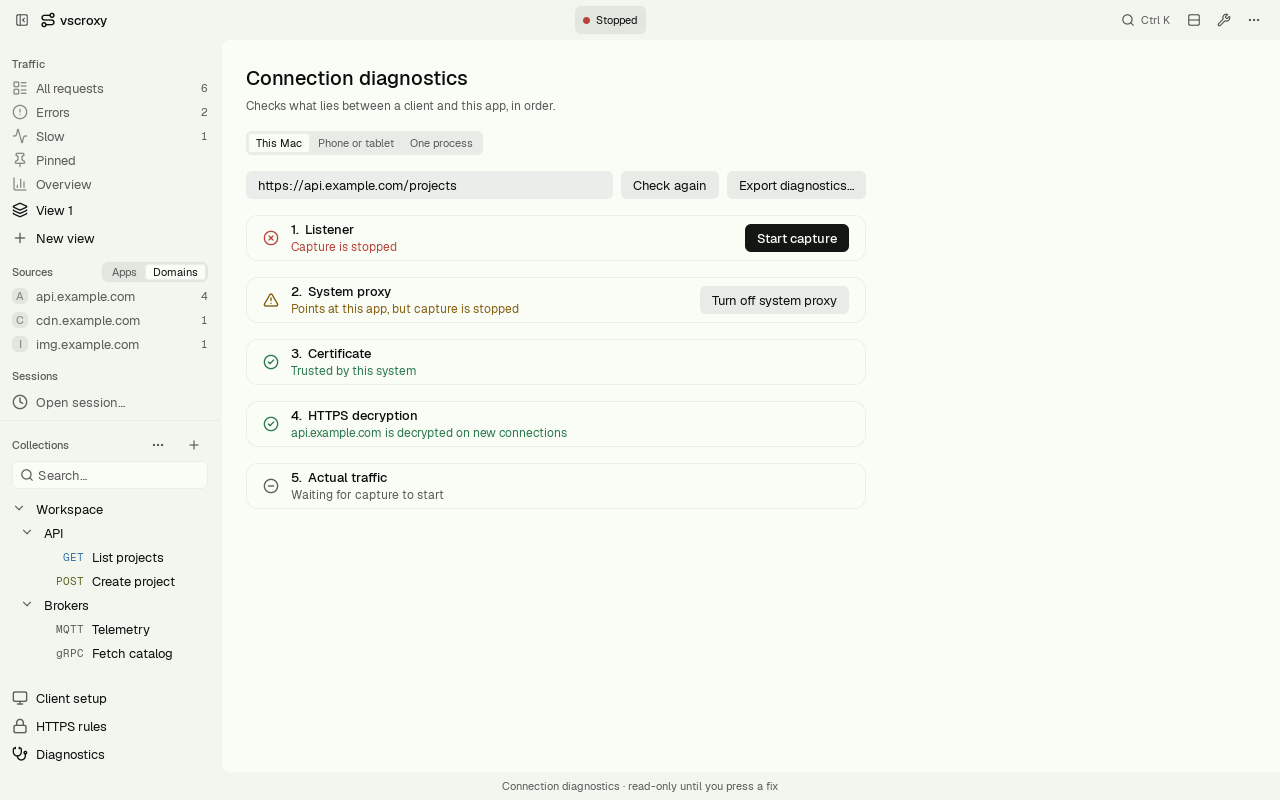 vscroxy
Stopped
Ctrl K
Traffic
All requests 6
Errors 2
Slow 1
Pinned
Overview
View 1
New view
Sources Apps Domains
A api.example.com 4
C cdn.example.com 1
I img.example.com 1
Sessions
Open session…
Collections
Search…
Workspace
API
GET List projects
POST Create project
Brokers
MQTT Telemetry
gRPC Fetch catalog
Client setup
HTTPS rules
Diagnostics
Connection diagnostics
Checks what lies between a client and this app, in order.
This Mac Phone or tablet One process
https://api.example.com/projects Check again Export diagnostics…
1. Listener
Capture is stopped
Start capture
2. System proxy
Points at this app, but capture is stopped
Turn off system proxy
3. Certificate
Trusted by this system
4. HTTPS decryption
api.example.com is decrypted on new connections
5. Actual traffic
Waiting for capture to start
Connection diagnostics · read-only until you press a fix